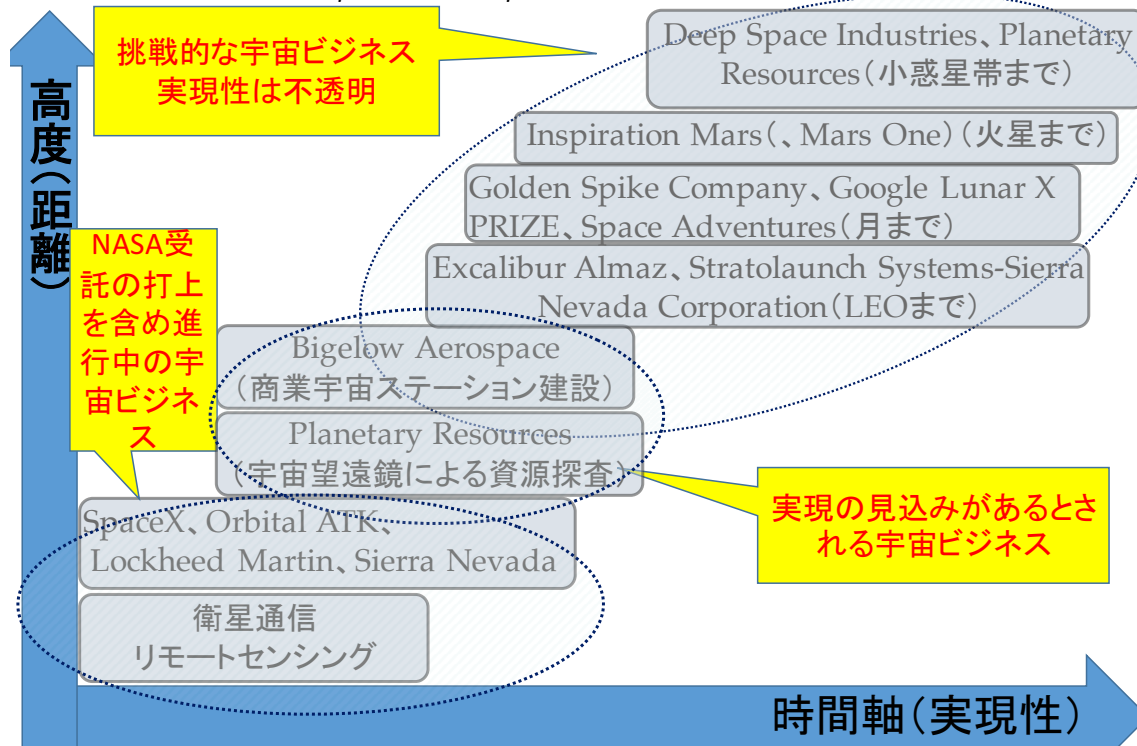 挑戦的な宇宙ビジネス
実現性は不透明
Deep Space Industries、Planetary
Resources(小惑星帯まで)
Inspiration Mars(、Mars One)(火星まで)
Golden Spike Company、Google Lunar X
PRIZE、Space Adventures(月まで)
Excalibur Almaz、Stratolaunch Systems-Sierra
Nevada Corporation(LEOまで)
高度(距離)
NASA受
託の打上
を含め進
行中の宇
宙ビジネ
ス
Bigelow Aerospace
(商業宇宙ステーション建設)
Planetary Resources
(宇宙望遠鏡による資源探査)
実現の見込みがあるとさ
れる宇宙ビジネス
SpaceX、Orbital ATK、
Lockheed Martin、Sierra Nevada
衛星通信
リモートセンシング
時間軸(実現性)